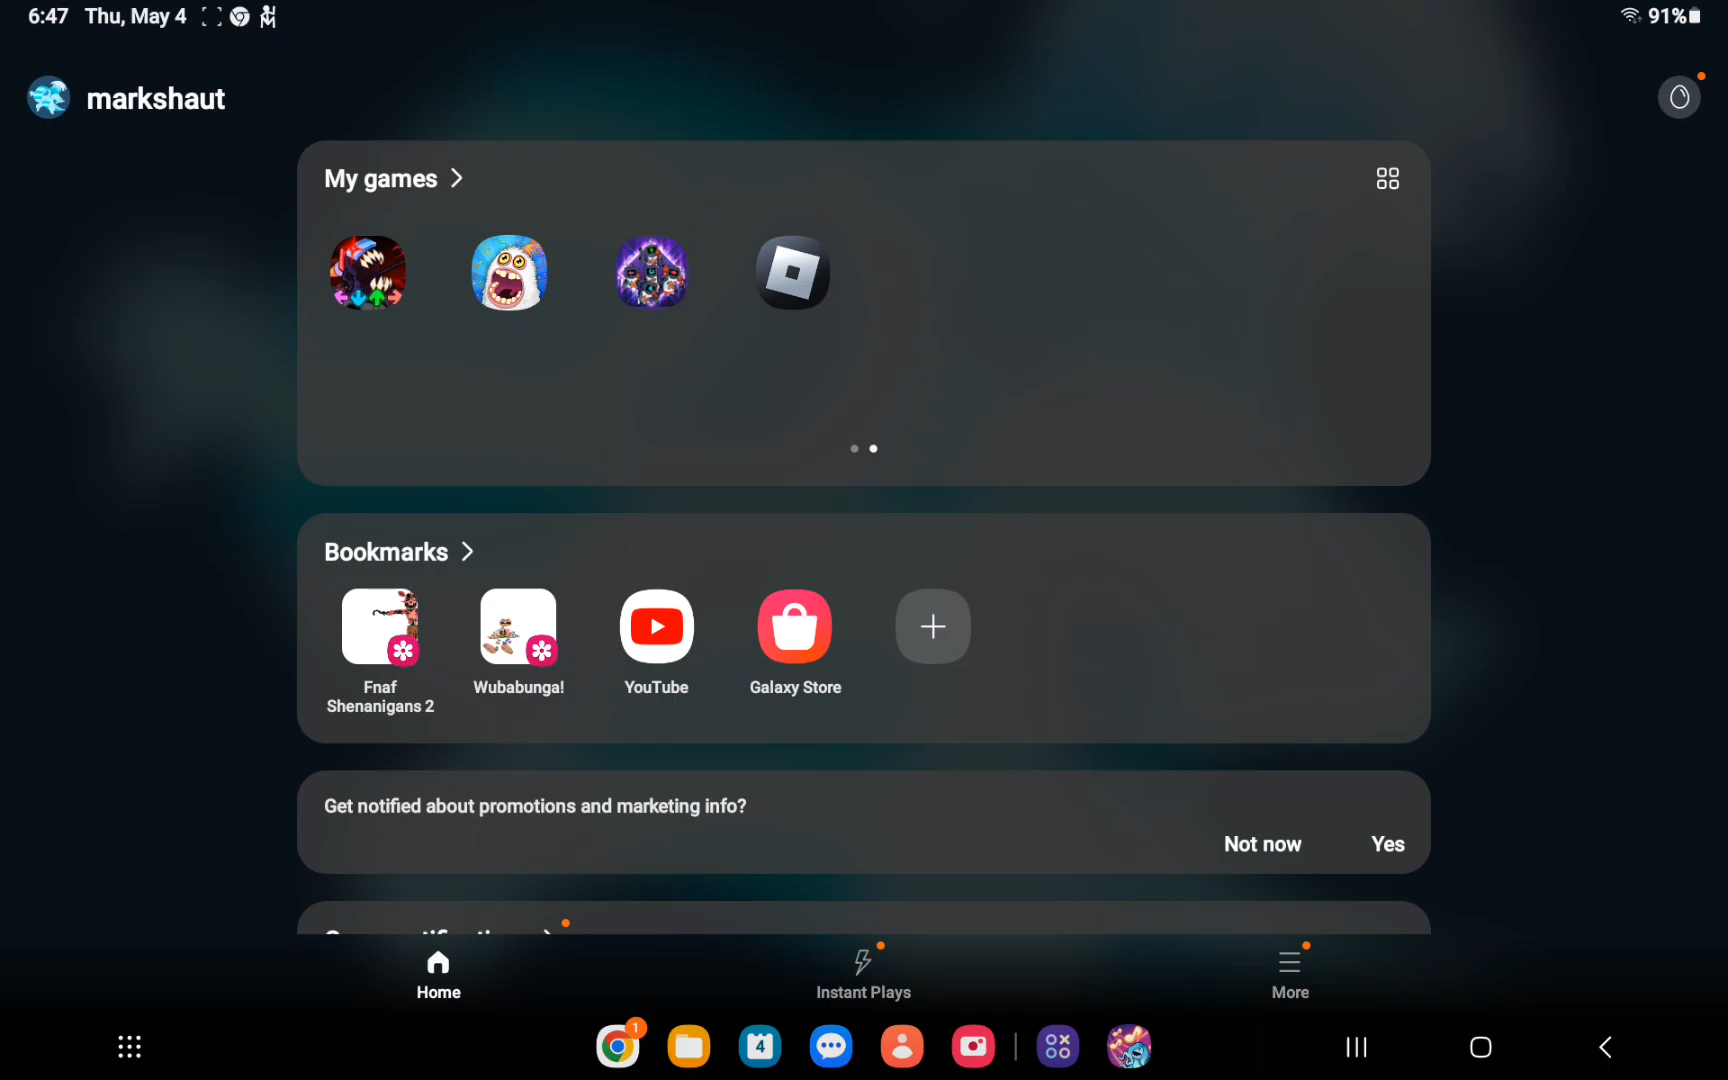 6:47 Thu, May 4
91%
markshaut
My games
Bookmarks
Fnaf
Shenanigans 2
Wubabunga!
YouTube
Galaxy Store
Get notified about promotions and marketing info?
Not now
Yes
Home
Instant Plays
More
1
4